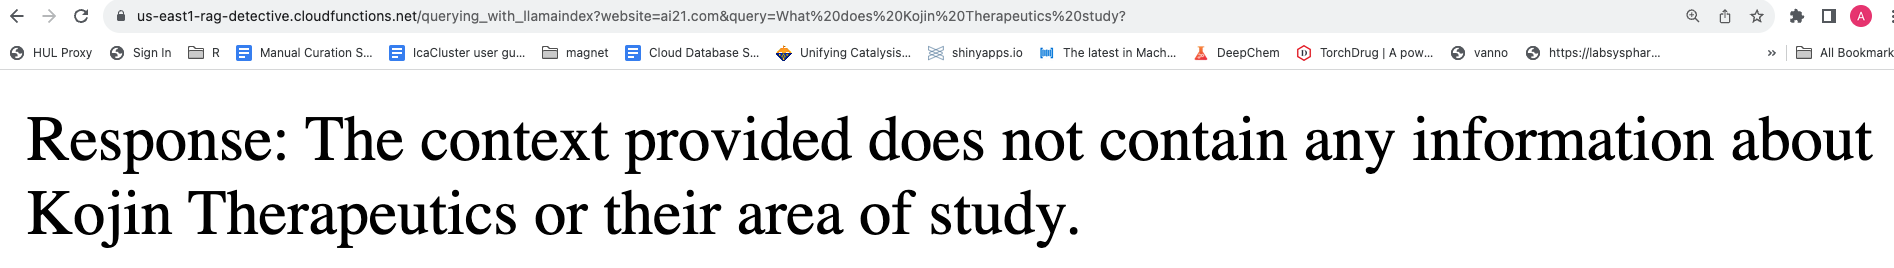 us-east1-rag-detective.cloudfunctions.net/querying_with_llamaindex?website=ai21.com&query=What%20does%20Kojin%20Therapeutics%20study? A
HUL Proxy Sign In R Manual Curation S... IcaCluster user gu... magnet Cloud Database S... Unifying Catalysis... shinyapps.io The latest in Mach... DeepChem TorchDrug | A pow... vanno https://labsysphar... » All Bookmark
Response: The context provided does not contain any information about
Kojin Therapeutics or their area of study.